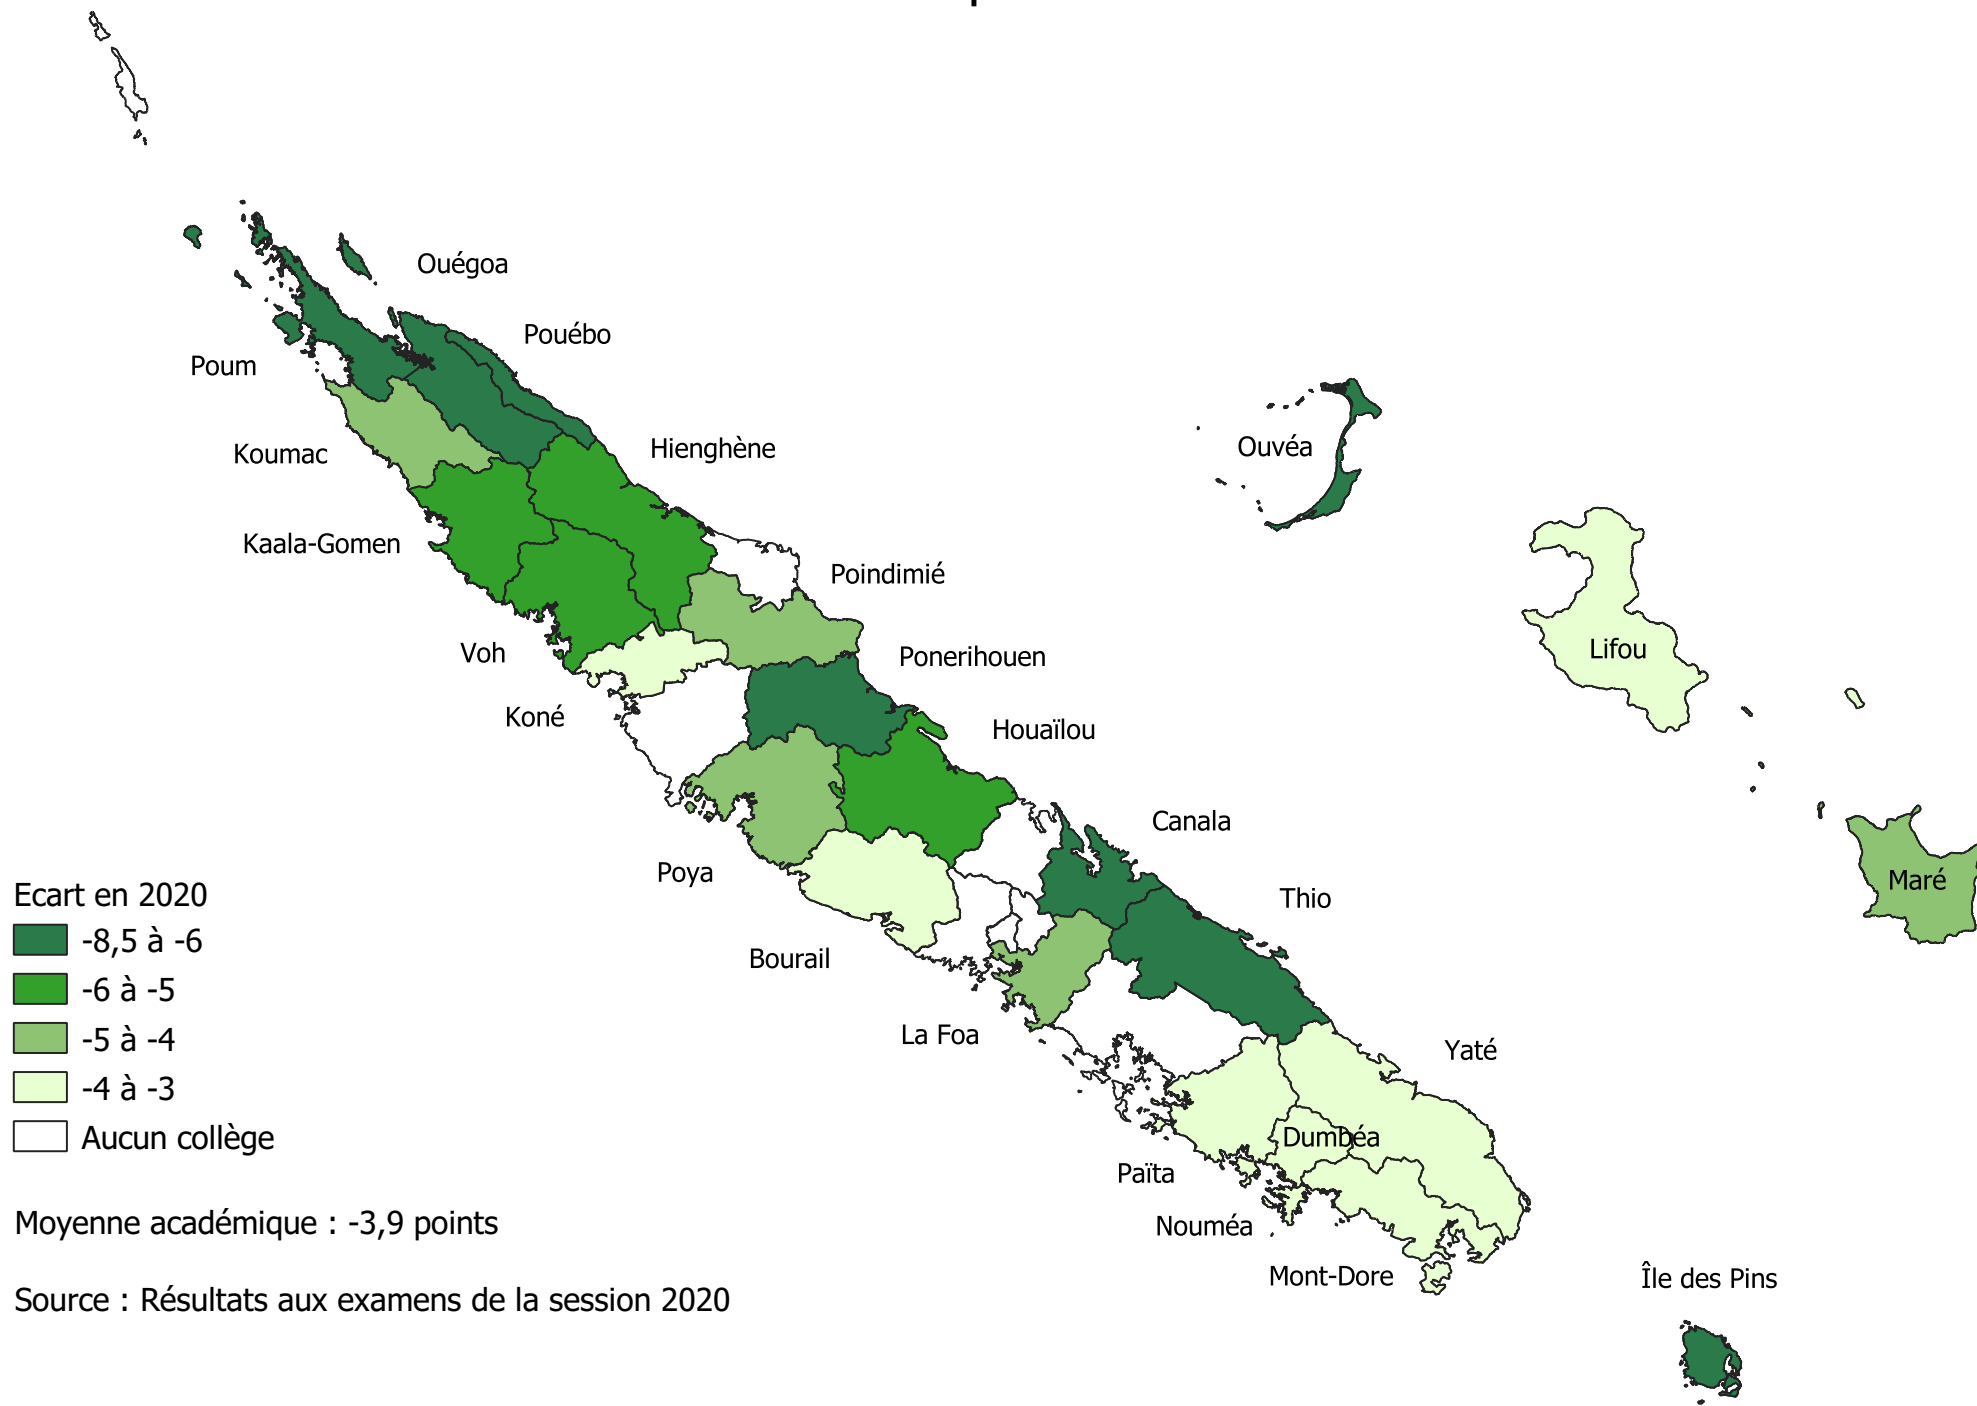 Ouégoa
Pouébo
Poum
Hienghène
Ouvéa
Koumac
Kaala-Gomen
Poindimié
Lifou
Voh
Ponerihouen
Koné
Houaïlou
Canala
Poya
Maré
Thio
Bourail
La Foa
Yaté
Dumbéa
Païta
Nouméa
Mont-Dore
Île des Pins
Ecart en 2020
-8,5 à -6
-6 à -5
-5 à -4
-4 à -3
Aucun collège
Moyenne académique : -3,9 points
Source : Résultats aux examens de la session 2020